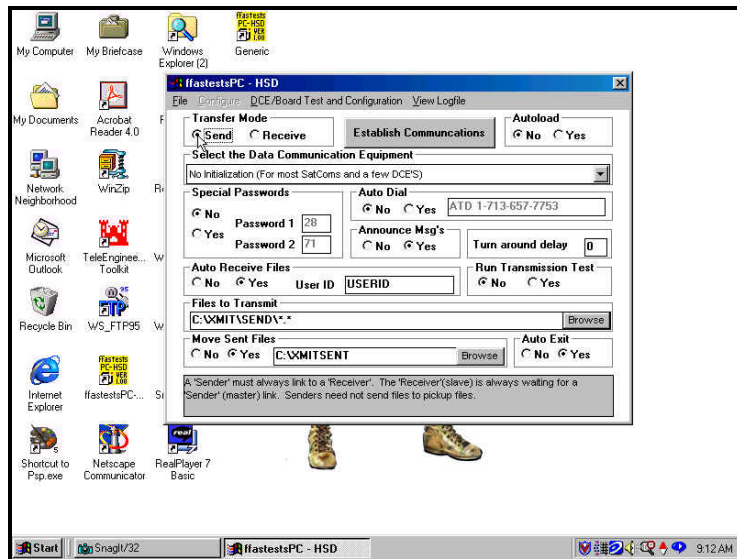 My Computer
My Briefcase
Windows
Explorer (2)
ffastests
PC-HSD
VER
1.00
Generic
My Documents
Acrobat
Reader 4.0
Network
Neighborhood
WinZip
Microsoft
Outlook
TeleEnginee...
Toolkit
Recycle Bin
WS_FTP95
Internet
Explorer
ffastests
PC-HSD
VER
1.00
ffastestsPC-...
Shortcut to
Psp.exe
Netscape
Communicator
real
RealPlayer 7
Basic
ffastestsPC - HSD
File Configure DCE/Board Test and Configuration View Logfile
Transfer Mode
Send Receive
Establish Communcations
Autoload
No Yes
Select the Data Communication Equipment
No Initialization (For most SatComs and a few DCE'S)
Special Passwords
No
Yes
Password 1 28
Password 2 71
Auto Dial
No Yes ATD 1-713-657-7753
Announce Msg's
No Yes
Turn around delay 0
Auto Receive Files
No Yes User ID USERID
Run Transmission Test
No Yes
Files to Transmit
C:\XMIT\SEND\*.* Browse
Move Sent Files
No Yes C:\XMITSENT Browse
Auto Exit
No Yes
A 'Sender' must always link to a 'Receiver'. The 'Receiver'(slave) is always waiting for a
'Sender' (master) link. Senders need not send files to pickup files.
Start SnagIt/32 ffastestsPC - HSD 9:12 AM